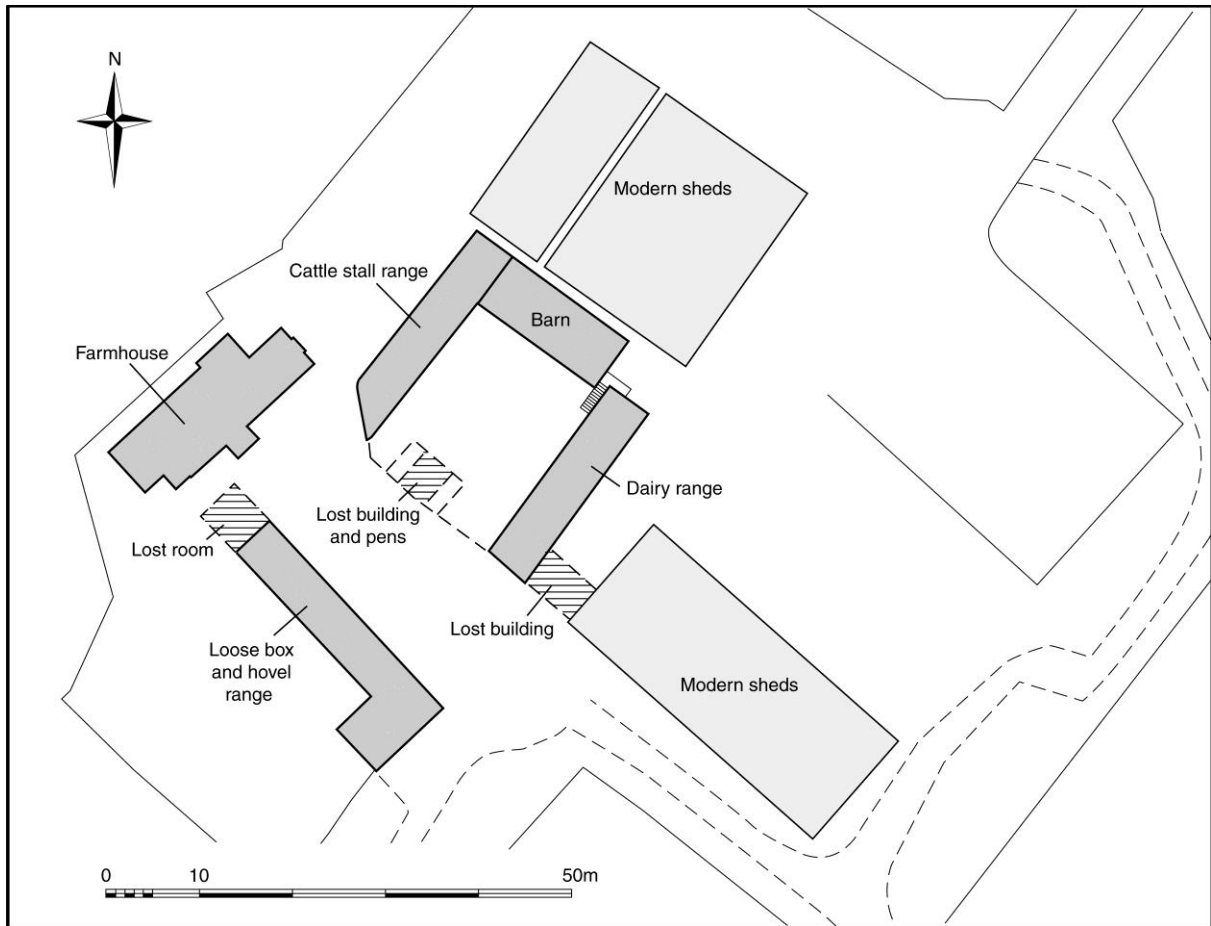 N
Modern sheds
Cattle stall range
Barn
Farmhouse
Dairy range
Lost building
and pens
Lost room
Lost building
Loose box
and hovel
range
Modern sheds
0 10 50m